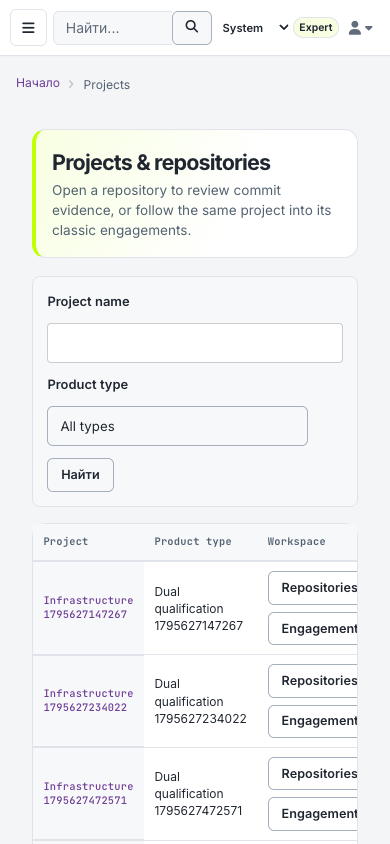 Найти...
System
Expert
Начало
Projects
Projects & repositories
Open a repository to review commit
evidence, or follow the same project into its
classic engagements.
Project name
Product type
All types
Найти
Project Product type Workspace
Infrastructure
1795627147267
Dual
qualification
1795627147267
Repositories
Engagement
Infrastructure
1795627234022
Dual
qualification
1795627234022
Repositories
Engagement
Infrastructure
1795627472571
Dual
qualification
1795627472571
Repositories
Engagement